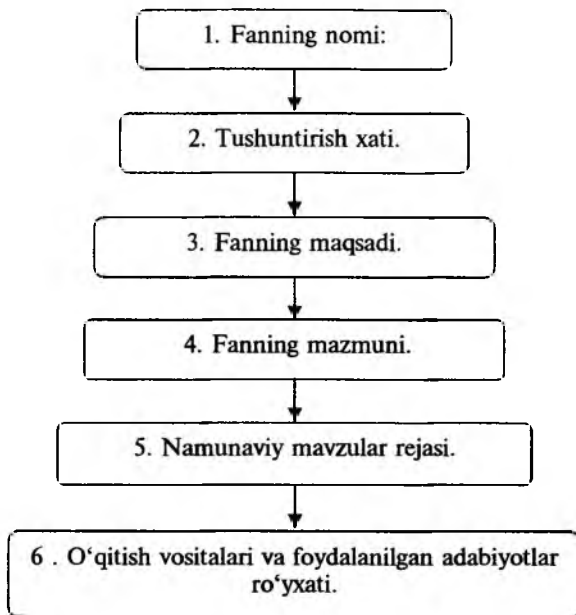 1. Fanning nomi:
2. Tushuntirish xati.
3. Fanning maqsadi.
4. Fanning mazmuni.
5. Namunaviy mavzular rejasi.
6 . O‘qitish vositalari va foydalanilgan adabiyotlar
ro‘yxati.